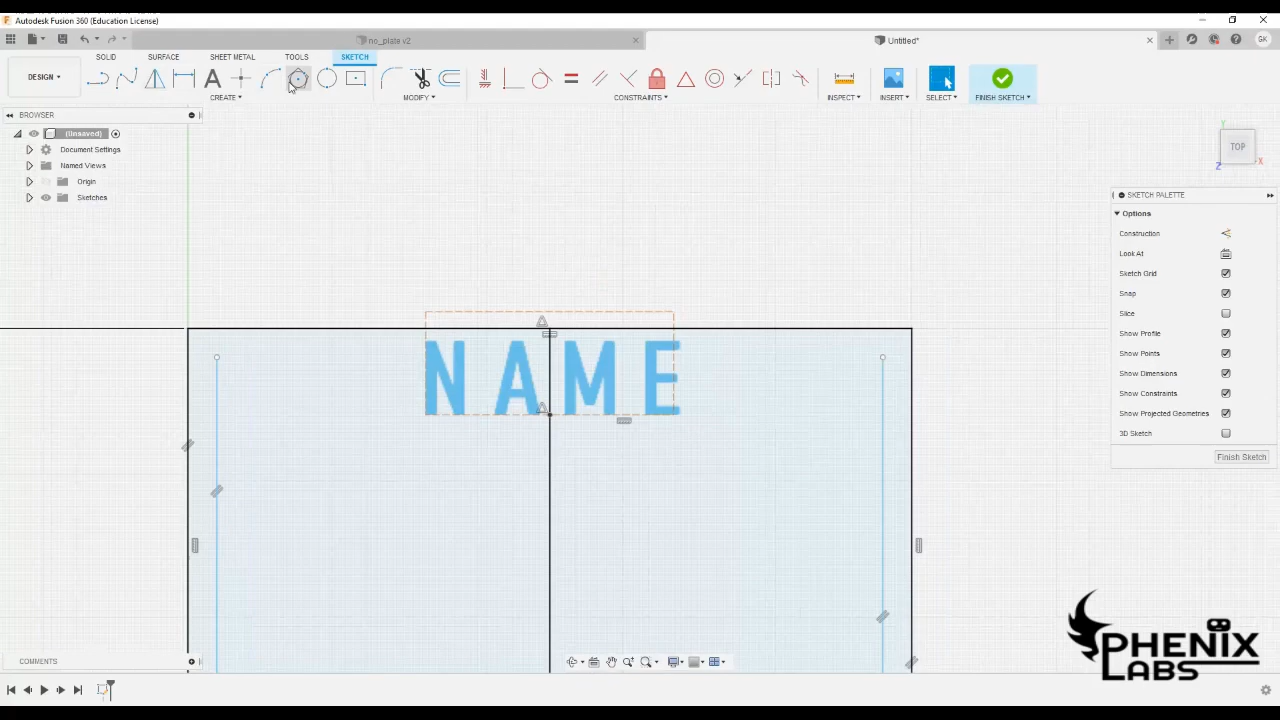 Autodesk Fusion 360 (Education License)
no_plate v2
Untitled*
GK
DESIGN
SOLID
SURFACE
SHEET METAL
TOOLS
SKETCH
CREATE
MODIFY
CONSTRAINTS
INSPECT
INSERT
SELECT
FINISH SKETCH
BROWSER
(Unsaved)
Document Settings
Named Views
Origin
Sketches
Y
TOP
X
Z
SKETCH PALETTE
Options
Construction
Look At
Sketch Grid
Snap
Slice
Show Profile
Show Points
Show Dimensions
Show Constraints
Show Projected Geometries
3D Sketch
Finish Sketch
NAME
COMMENTS
PHENIX
LABS